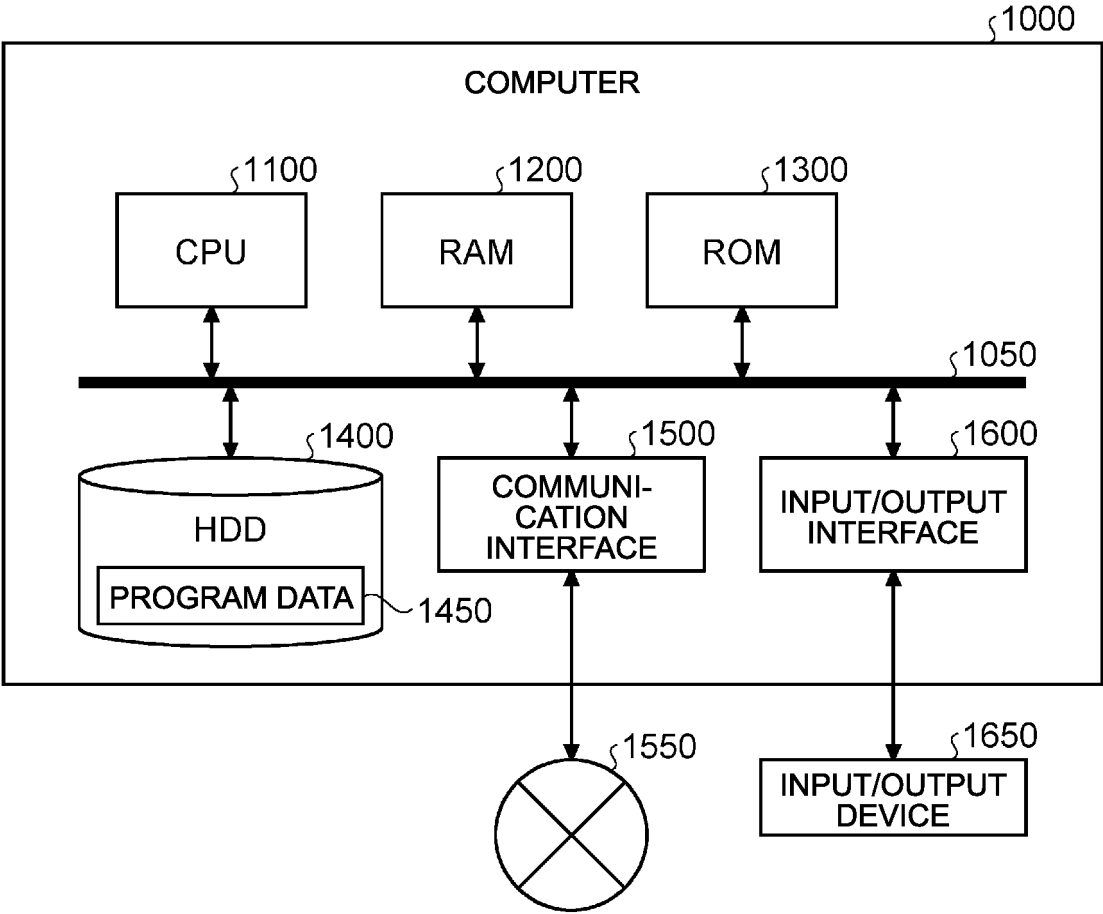 1000
COMPUTER
1100
1200
1300
CPU
RAM
ROM
1050
1400
1500
1600
HDD
COMMUNI-
CATION
INTERFACE
INPUT/OUTPUT
INTERFACE
PROGRAM DATA
1450
1550
1650
INPUT/OUTPUT
DEVICE